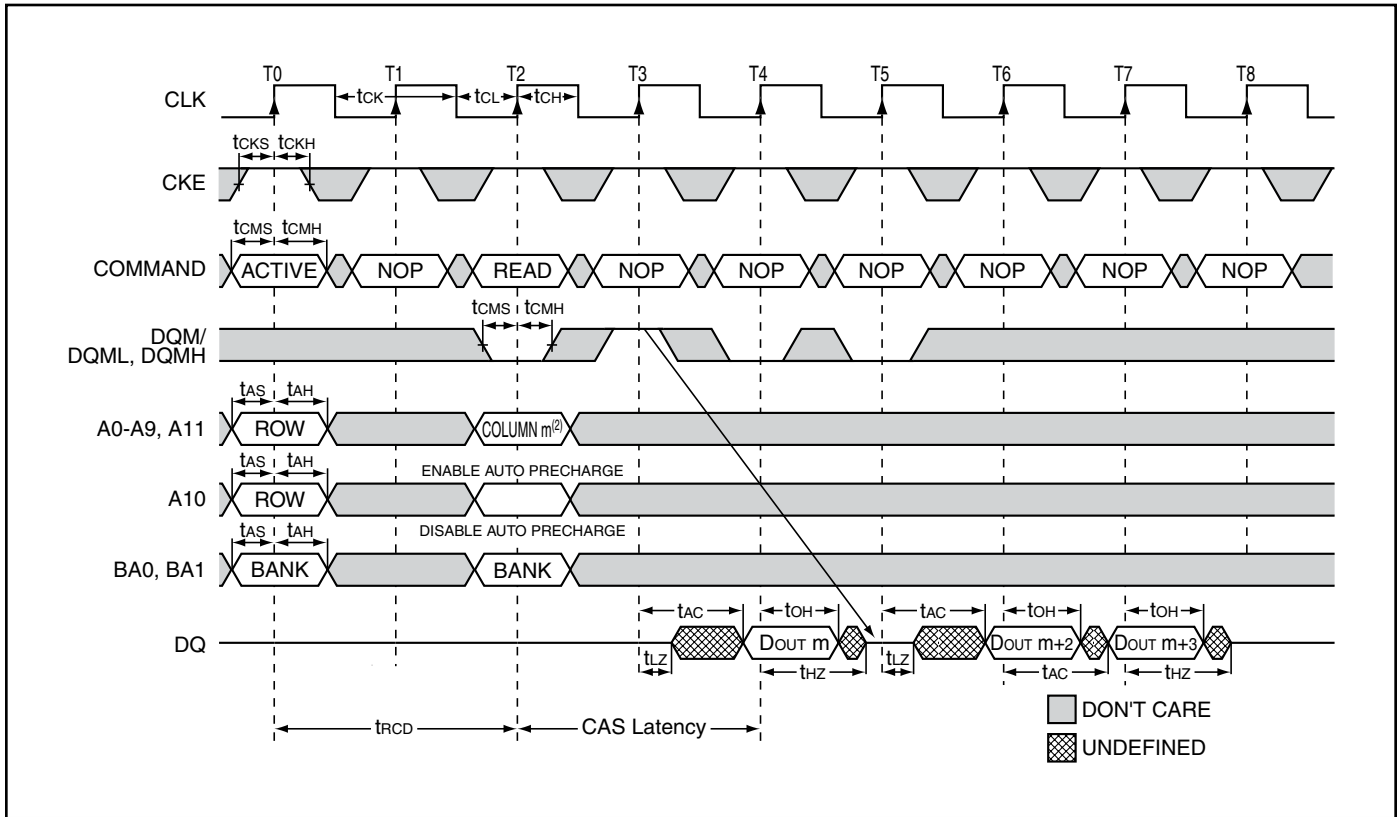 T0 T1 T2 T3 T4 T5 T6 T7 T8
CLK tCK tCL tCH
tCKS tCKH
CKE
tCMS tCMH
COMMAND ACTIVE NOP READ NOP NOP NOP NOP NOP NOP
tCMS tCMH
DQM/
DQML, DQMH
tAS tAH
A0-A9, A11 ROW COLUMN m(2)
tAS tAH ENABLE AUTO PRECHARGE
A10 ROW
tAS tAH DISABLE AUTO PRECHARGE
BA0, BA1 BANK BANK
tAC tOH tAC tOH tOH
DQ DOUT m DOUT m+2 DOUT m+3
tLZ tHZ tLZ tAC tHZ
tRCD CAS Latency
DON'T CARE
UNDEFINED